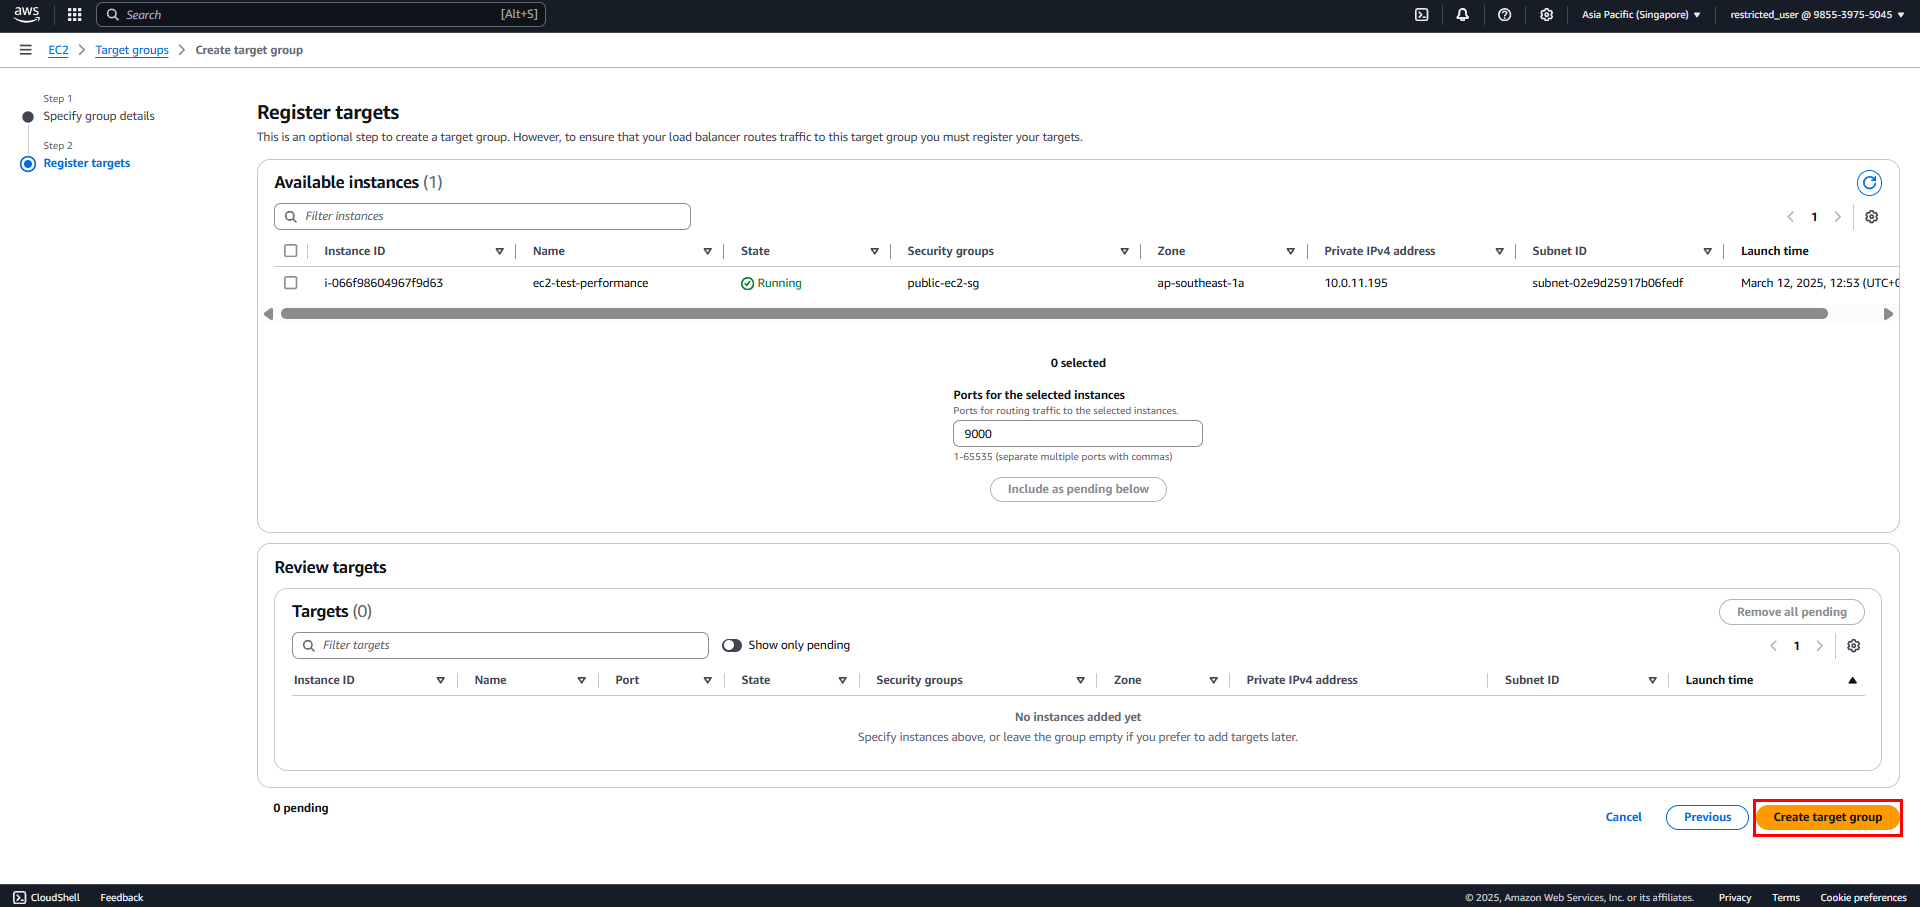 aws
Search
[Alt+S]
Asia Pacific (Singapore)
restricted_user @ 9855-3975-5045
EC2
Target groups
Create target group
Step 1
Specify group details
Step 2
Register targets
Register targets
This is an optional step to create a target group. However, to ensure that your load balancer routes traffic to this target group you must register your targets.
Available instances (1)
Filter instances
1
Instance ID Name State Security groups Zone Private IPv4 address Subnet ID Launch time
i-066f98604967f9d63 ec2-test-performance Running public-ec2-sg ap-southeast-1a 10.0.11.195 subnet-02e9d25917b06fedf March 12, 2025, 12:53 (UTC+0
0 selected
Ports for the selected instances
Ports for routing traffic to the selected instances.
9000
1-65535 (separate multiple ports with commas)
Include as pending below
Review targets
Targets (0)
Remove all pending
Filter targets
Show only pending
1
Instance ID Name Port State Security groups Zone Private IPv4 address Subnet ID Launch time
No instances added yet
Specify instances above, or leave the group empty if you prefer to add targets later.
0 pending
Cancel
Previous
Create target group
CloudShell
Feedback
© 2025, Amazon Web Services, Inc. or its affiliates.
Privacy
Terms
Cookie preferences